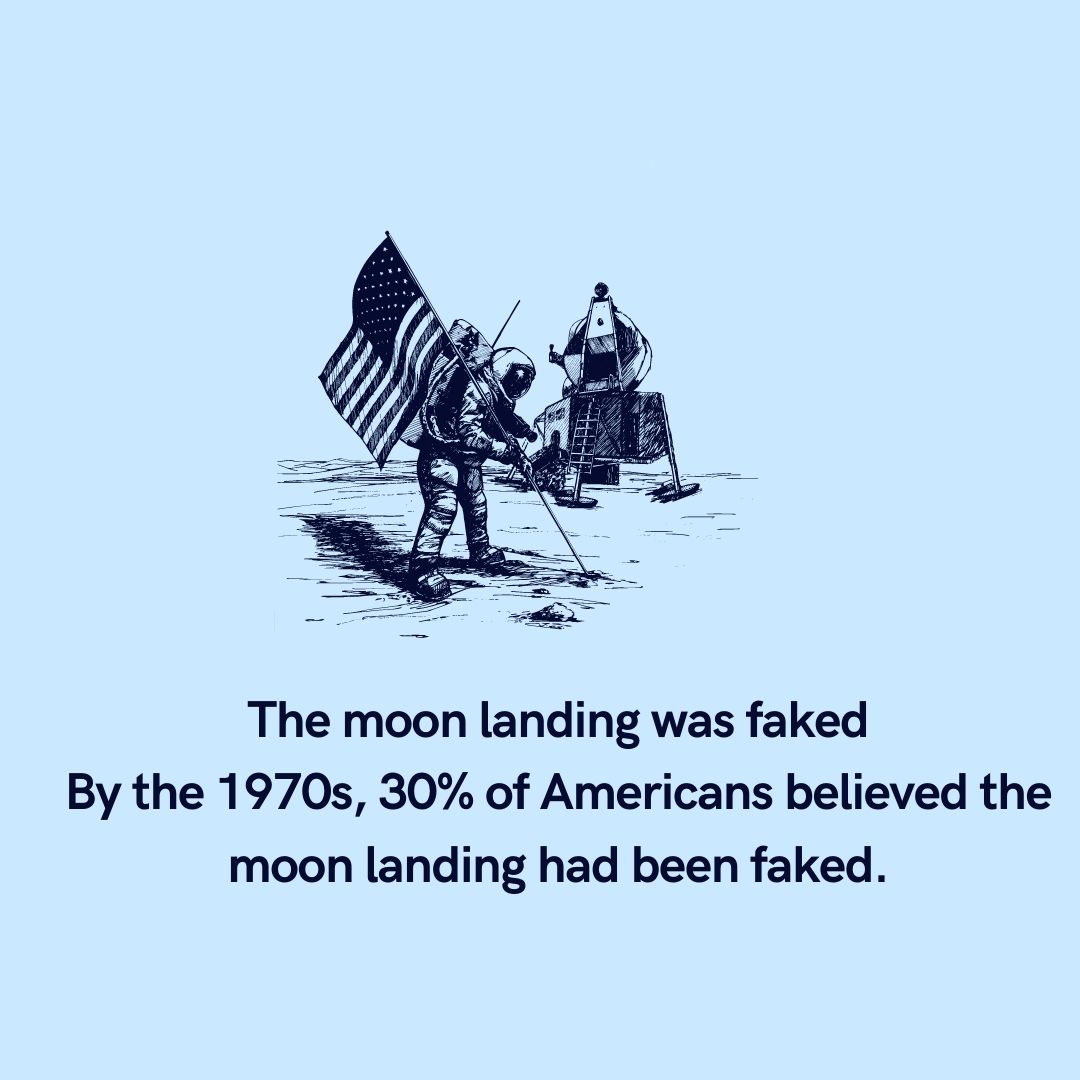 The moon landing was faked
By the 1970s, 30% of Americans believed the
moon landing had been faked.